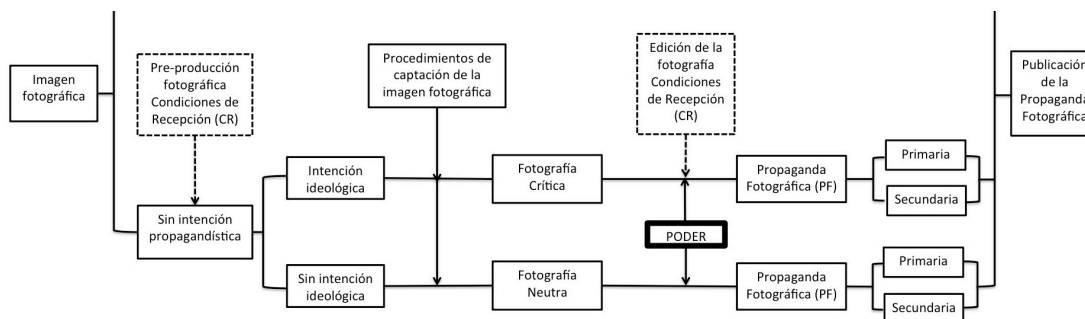 Imagen
fotográfica
Pre-producción
fotográfica
Condiciones de
Recepción (CR)
Sin intención
propagandística
Intención
ideológica
Sin intención
ideológica
Procedimientos de
captación de la
imagen fotográfica
Fotografía
Crítica
Fotografía
Neutra
Edición de la
fotografía
Condiciones
de Recepción
(CR)
PODER
Propaganda
Fotográfica (PF)
Propaganda
Fotográfica (PF)
Primaria
Secundaria
Primaria
Secundaria
Publicación
de la
Propaganda
Fotográfica